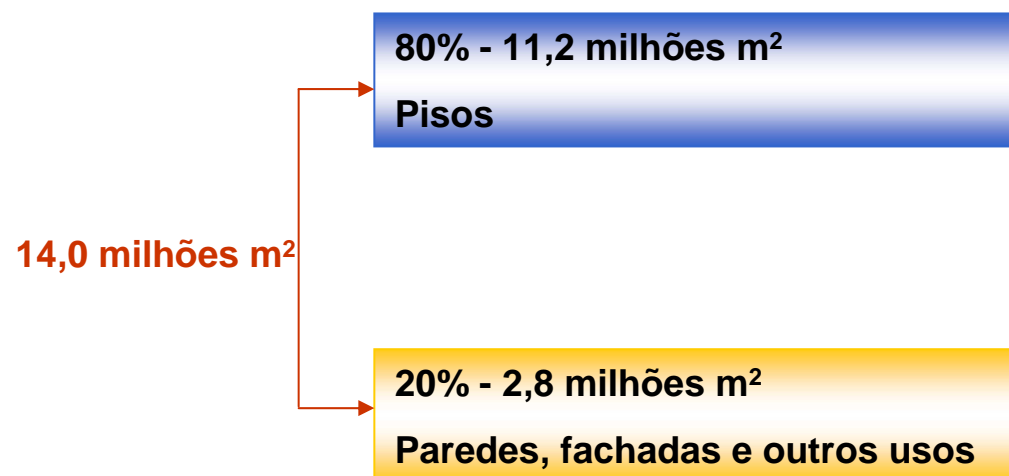 80% - 11,2 milhões m²
Pisos
14,0 milhões m²
20% - 2,8 milhões m²
Paredes, fachadas e outros usos